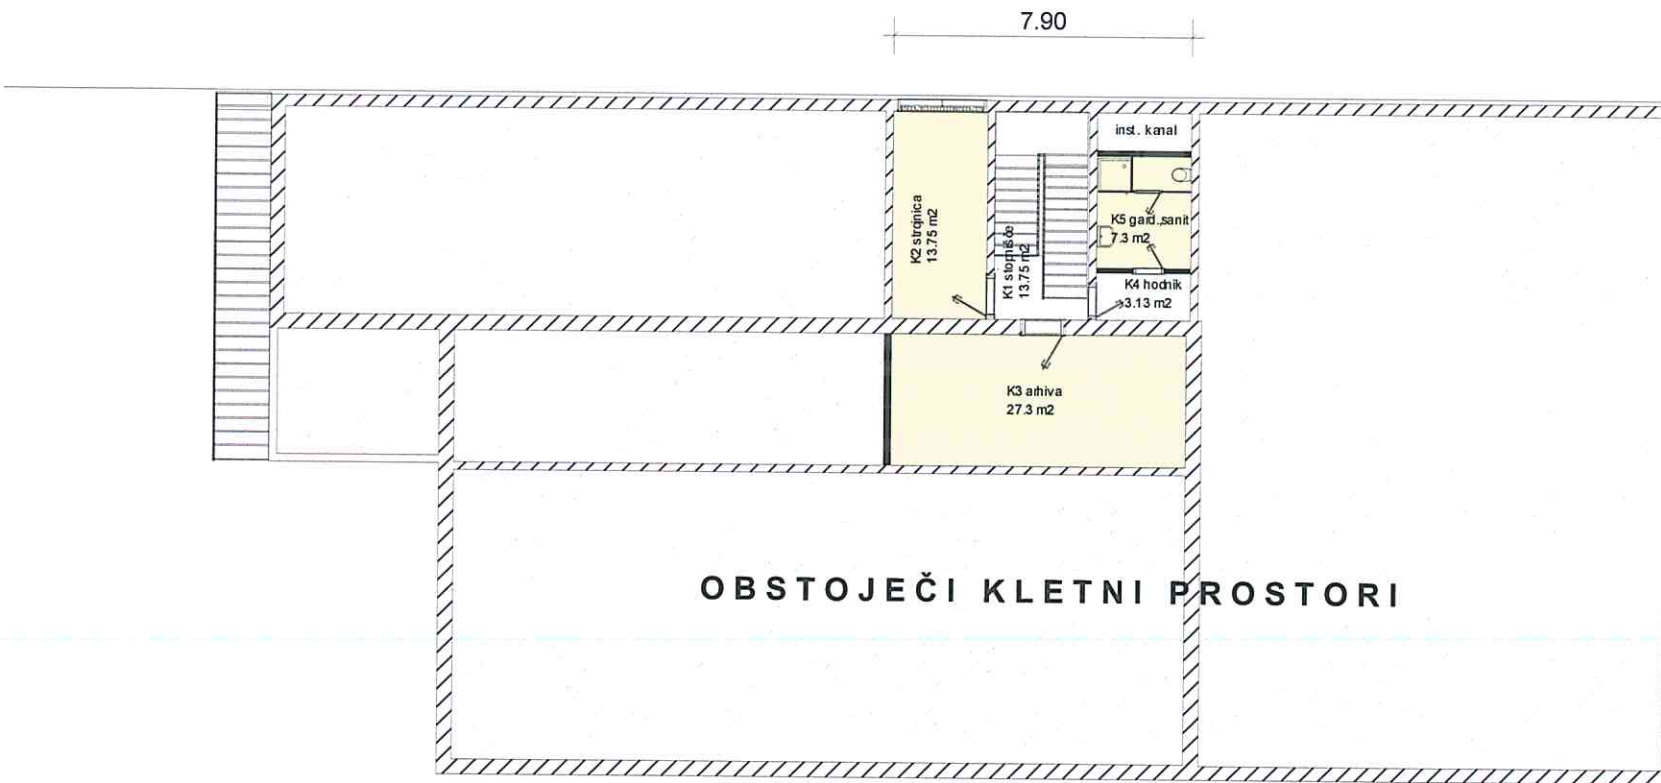 7.90
inst. kanal
K2 strojnica
13.75 m2
K1 stopnišče
13.75 m2
K5 gard.,sanit
7.3 m2
K4 hodnik
3.13 m2
K3 arhiva
27.3 m2
OBSTOJEČI KLETNI PROSTORI